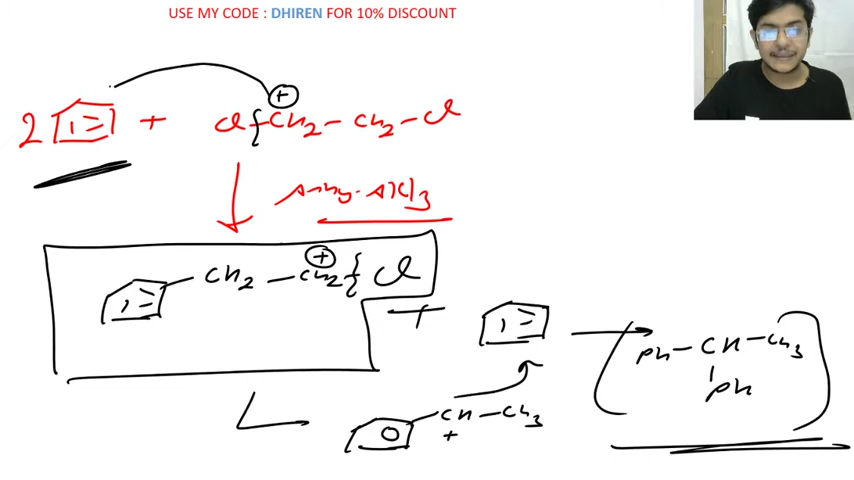 USE MY CODE : DHIREN FOR 10% DISCOUNT
2 + Cl CH2 - CH2 - Cl
+
Anhy. AlCl3
CH2 - CH2 Cl
+
+
Ph - CH - CH3
Ph
CH - CH3
+